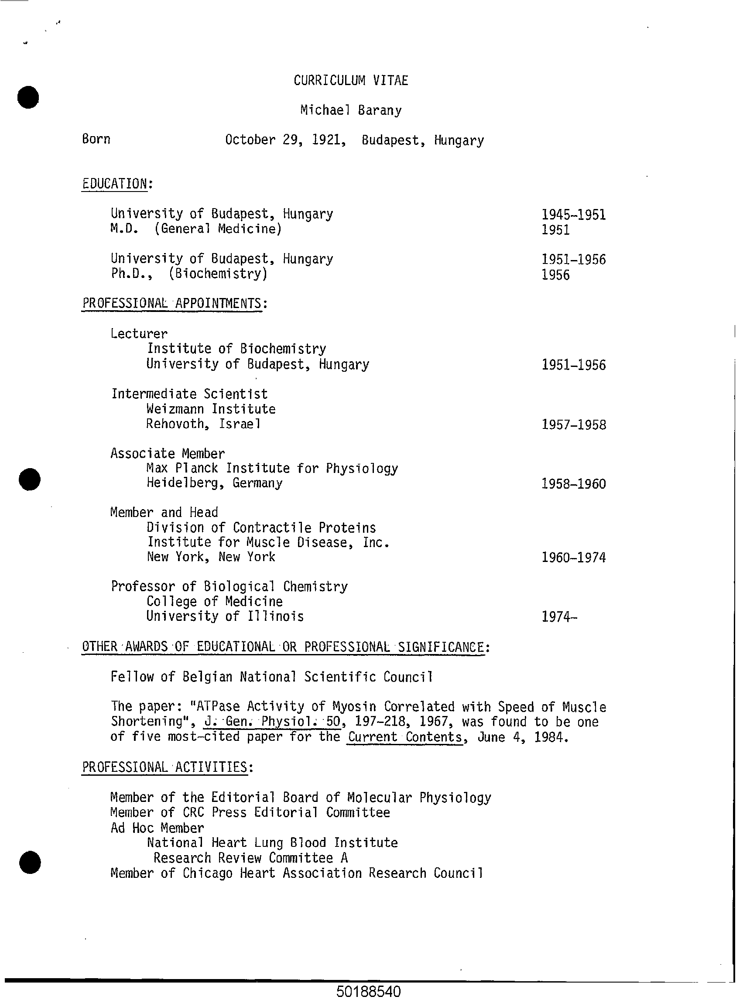 CURRICULUM VITAE
Michael Barany
Born October 29, 1921, Budapest, Hungary
EDUCATION:
University of Budapest, Hungary 1945-1951
M.D. (General Medicine) 1951
University of Budapest, Hungary 1951-1956
Ph.D., (Biochemistry) 1956
PROFESSIONAL APPOINTMENTS:
Lecturer
Institute of Biochemistry
University of Budapest, Hungary 1951-1956
Intermediate Scientist
Weizmann Institute
Rehovoth, Israel 1957-1958
Associate Member
Max Planck Institute for Physiology
Heidelberg, Germany 1958-1960
Member and Head
Division of Contractile Proteins
Institute for Muscle Disease, Inc.
New York, New York 1960-1974
Professor of Biological Chemistry
College of Medicine
University of Illinois 1974-
OTHER AWARDS OF EDUCATIONAL OR PROFESSIONAL SIGNIFICANCE:
Fellow of Belgian National Scientific Council
The paper: "ATPase Activity of Myosin Correlated with Speed of Muscle
Shortening", J. Gen. Physiol. 50, 197-218, 1967, was found to be one
of five most-cited paper for the Current Contents, June 4, 1984.
PROFESSIONAL ACTIVITIES:
Member of the Editorial Board of Molecular Physiology
Member of CRC Press Editorial Committee
Ad Hoc Member
National Heart Lung Blood Institute
Research Review Committee A
Member of Chicago Heart Association Research Council
50188540